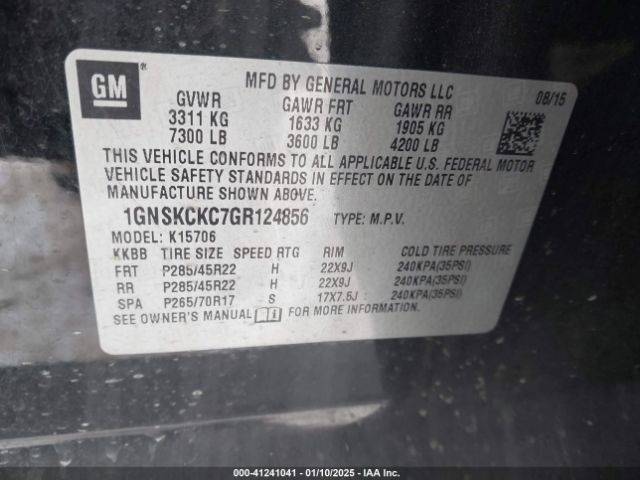 GM
®
MFD BY GENERAL MOTORS LLC
08/15
GVWR GAWR FRT GAWR RR
3311 KG 1633 KG 1905 KG
7300 LB 3600 LB 4200 LB
THIS VEHICLE CONFORMS TO ALL APPLICABLE U.S. FEDERAL MOTOR
VEHICLE SAFETY STANDARDS IN EFFECT ON THE DATE OF
MANUFACTURE SHOWN ABOVE.
1GNSKCKC7GR124856 TYPE: M.P.V.
MODEL: K15706
KKBB TIRE SIZE SPEED RTG RIM COLD TIRE PRESSURE
FRT P285/45R22 H 22X9J 240KPA(35PSI)
RR P285/45R22 H 22X9J 240KPA(35PSI)
SPA P265/70R17 S 17X7.5J 240KPA(35PSI)
SEE OWNER'S MANUAL FOR MORE INFORMATION.
000-41241041 - 01/10/2025 - IAA Inc.